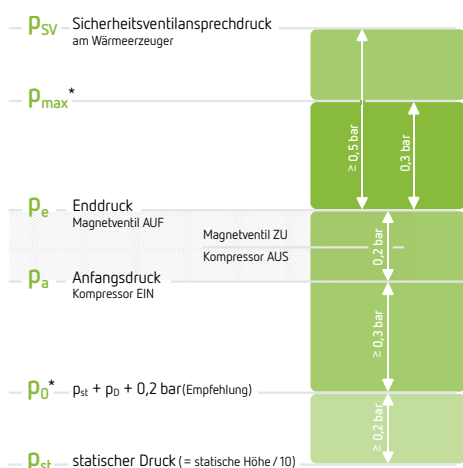 pSV Sicherheitsventilansprechdruck
am Wärmeerzeuger
pmax*
≥ 0,5 bar
0,3 bar
pe Enddruck
Magnetventil AUF
Magnetventil ZU
Kompressor AUS
0,2 bar
pa Anfangsdruck
Kompressor EIN
≥ 0,3 bar
p0* pst + pD + 0,2 bar (Empfehlung)
≥ 0,2 bar
pst statischer Druck (= statische Höhe / 10)